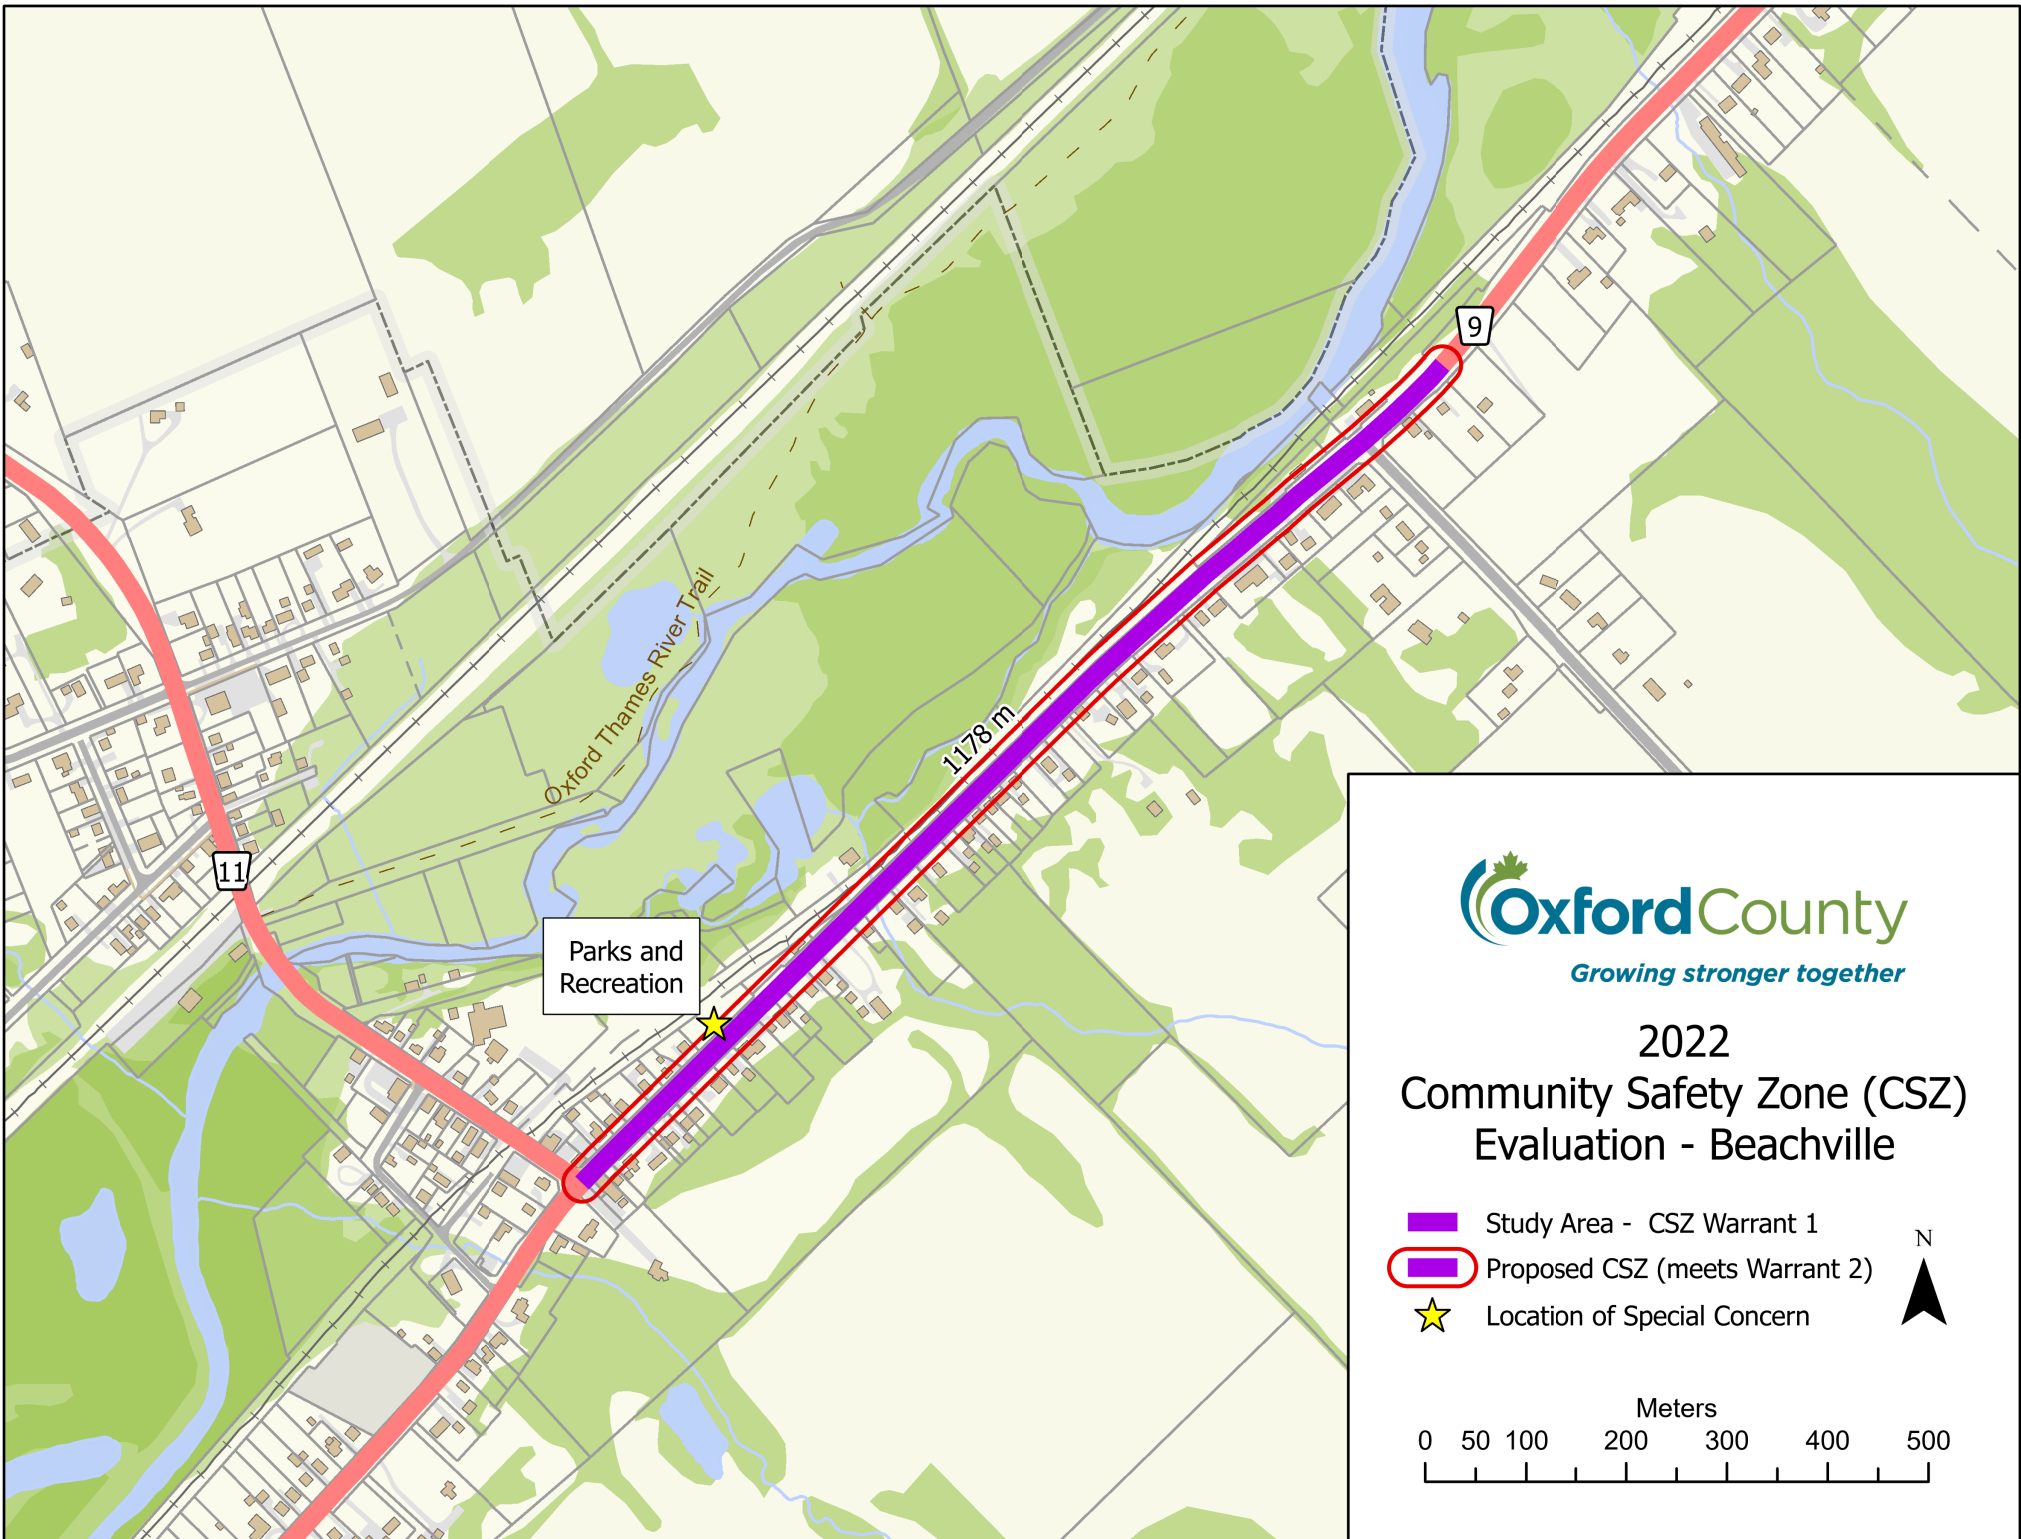 9
Oxford Thames River Trail
1178 m
11
Parks and
Recreation
OxfordCounty
Growing stronger together
2022
Community Safety Zone (CSZ)
Evaluation - Beachville
Study Area - CSZ Warrant 1
N
Proposed CSZ (meets Warrant 2)
Location of Special Concern
Meters
0 50 100 200 300 400 500